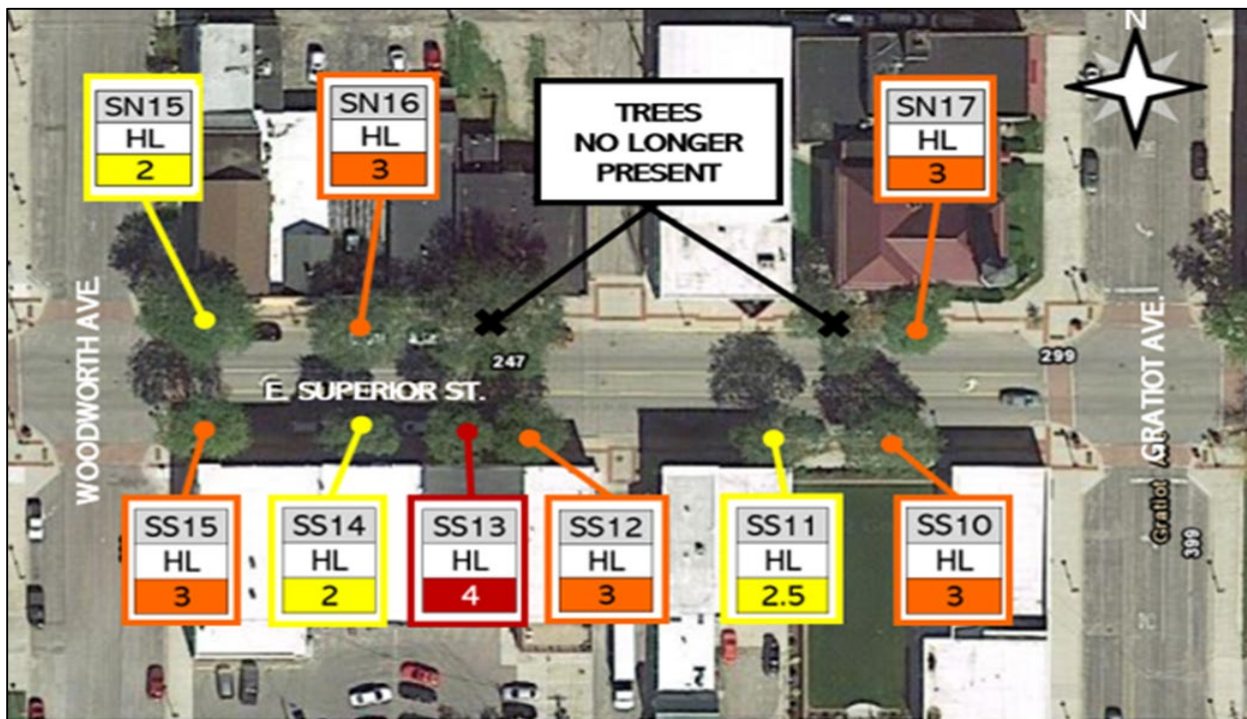 N
SN15
HL
2
SN16
HL
3
TREES
NO LONGER
PRESENT
SN17
HL
3
WOODWORTH AVE.
247
299
E. SUPERIOR ST.
GRATIOT AVE.
Gratiot
399
SS15
HL
3
SS14
HL
2
SS13
HL
4
SS12
HL
3
SS11
HL
2.5
SS10
HL
3